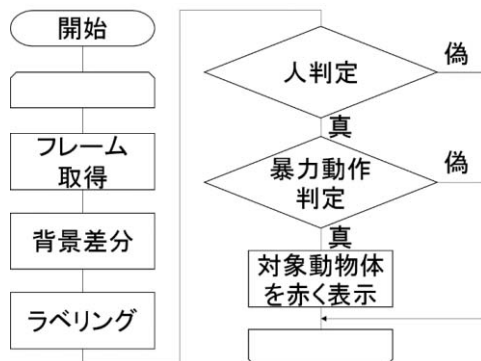 開始
フレーム
取得
背景差分
ラベリング
人判定
偽
真
暴力動作
判定
偽
真
対象動物体
を赤く表示